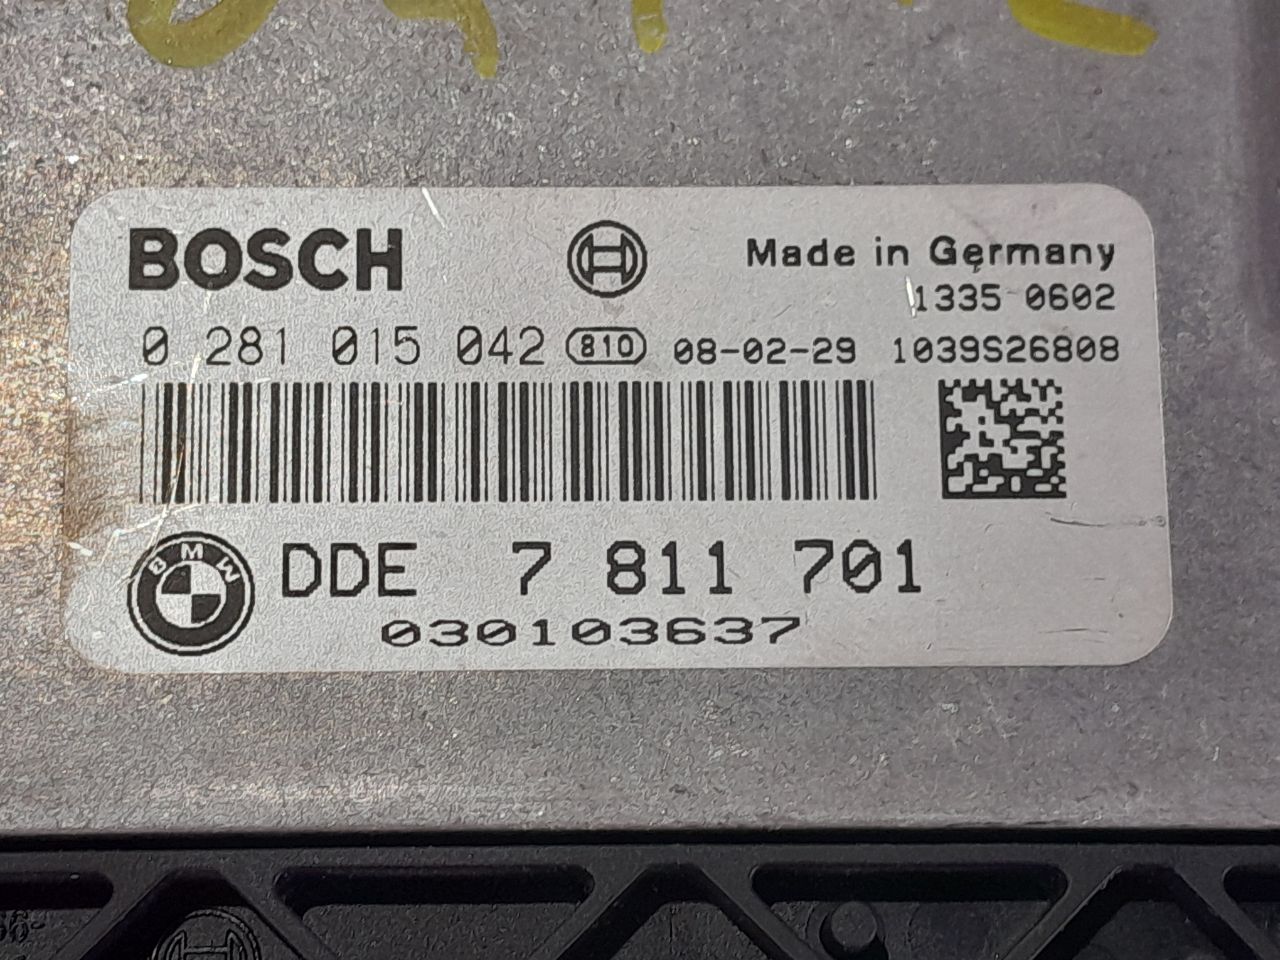 BOSCH
Made in Germany
1335 0602
0 281 015 042 810 08-02-29 1039S26808
BMW
DDE 7 811 701
030103637